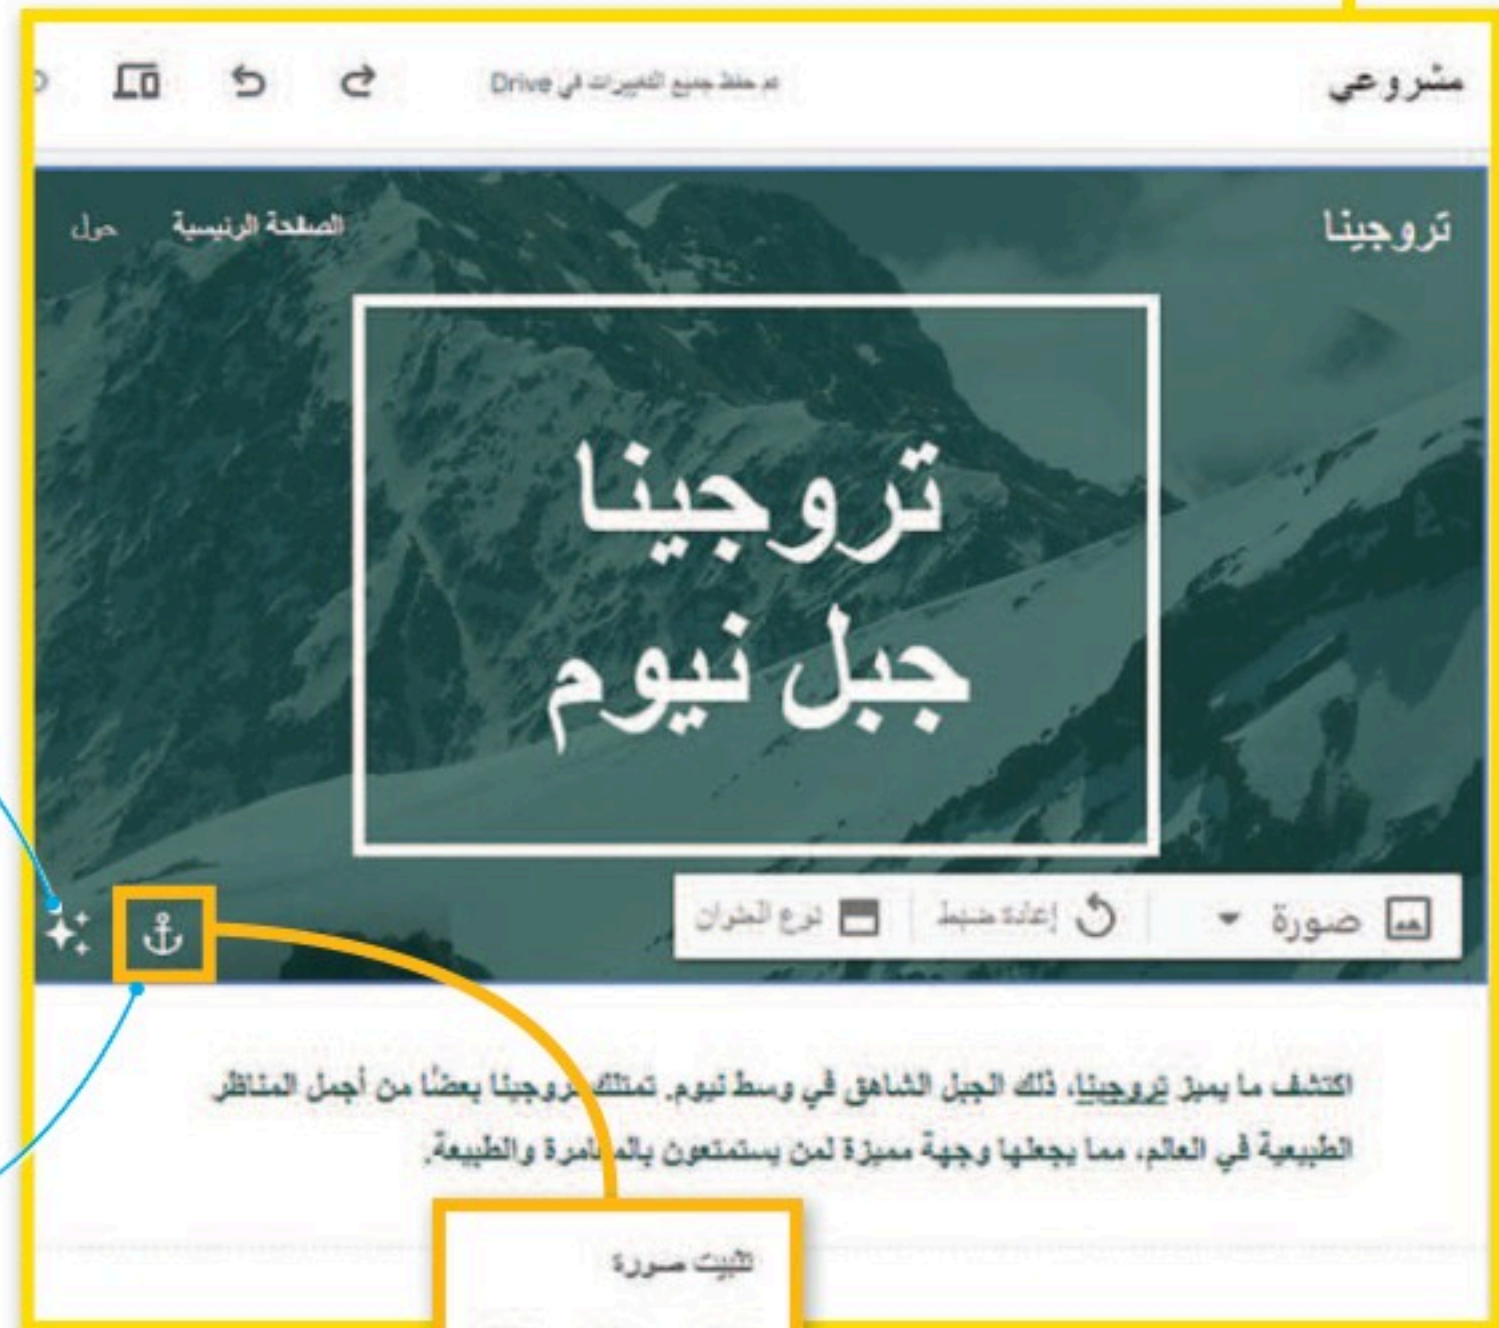 مشروعي
تم حفظ جميع التغييرات في Drive
تروجينا
الصفحة الرئيسية
حول
تروجينا
جبل نيوم
صورة
إعادة ضبط
نوع العنوان
اكتشف ما يميز تروجينا، ذلك الجبل الشاهق في وسط نيوم. تمتلك تروجينا بعضًا من أجمل المناظر
الطبيعية في العالم، مما يجعلها وجهة مميزة لمن يستمتعون بالمغامرة والطبيعة.
تثبيت صورة